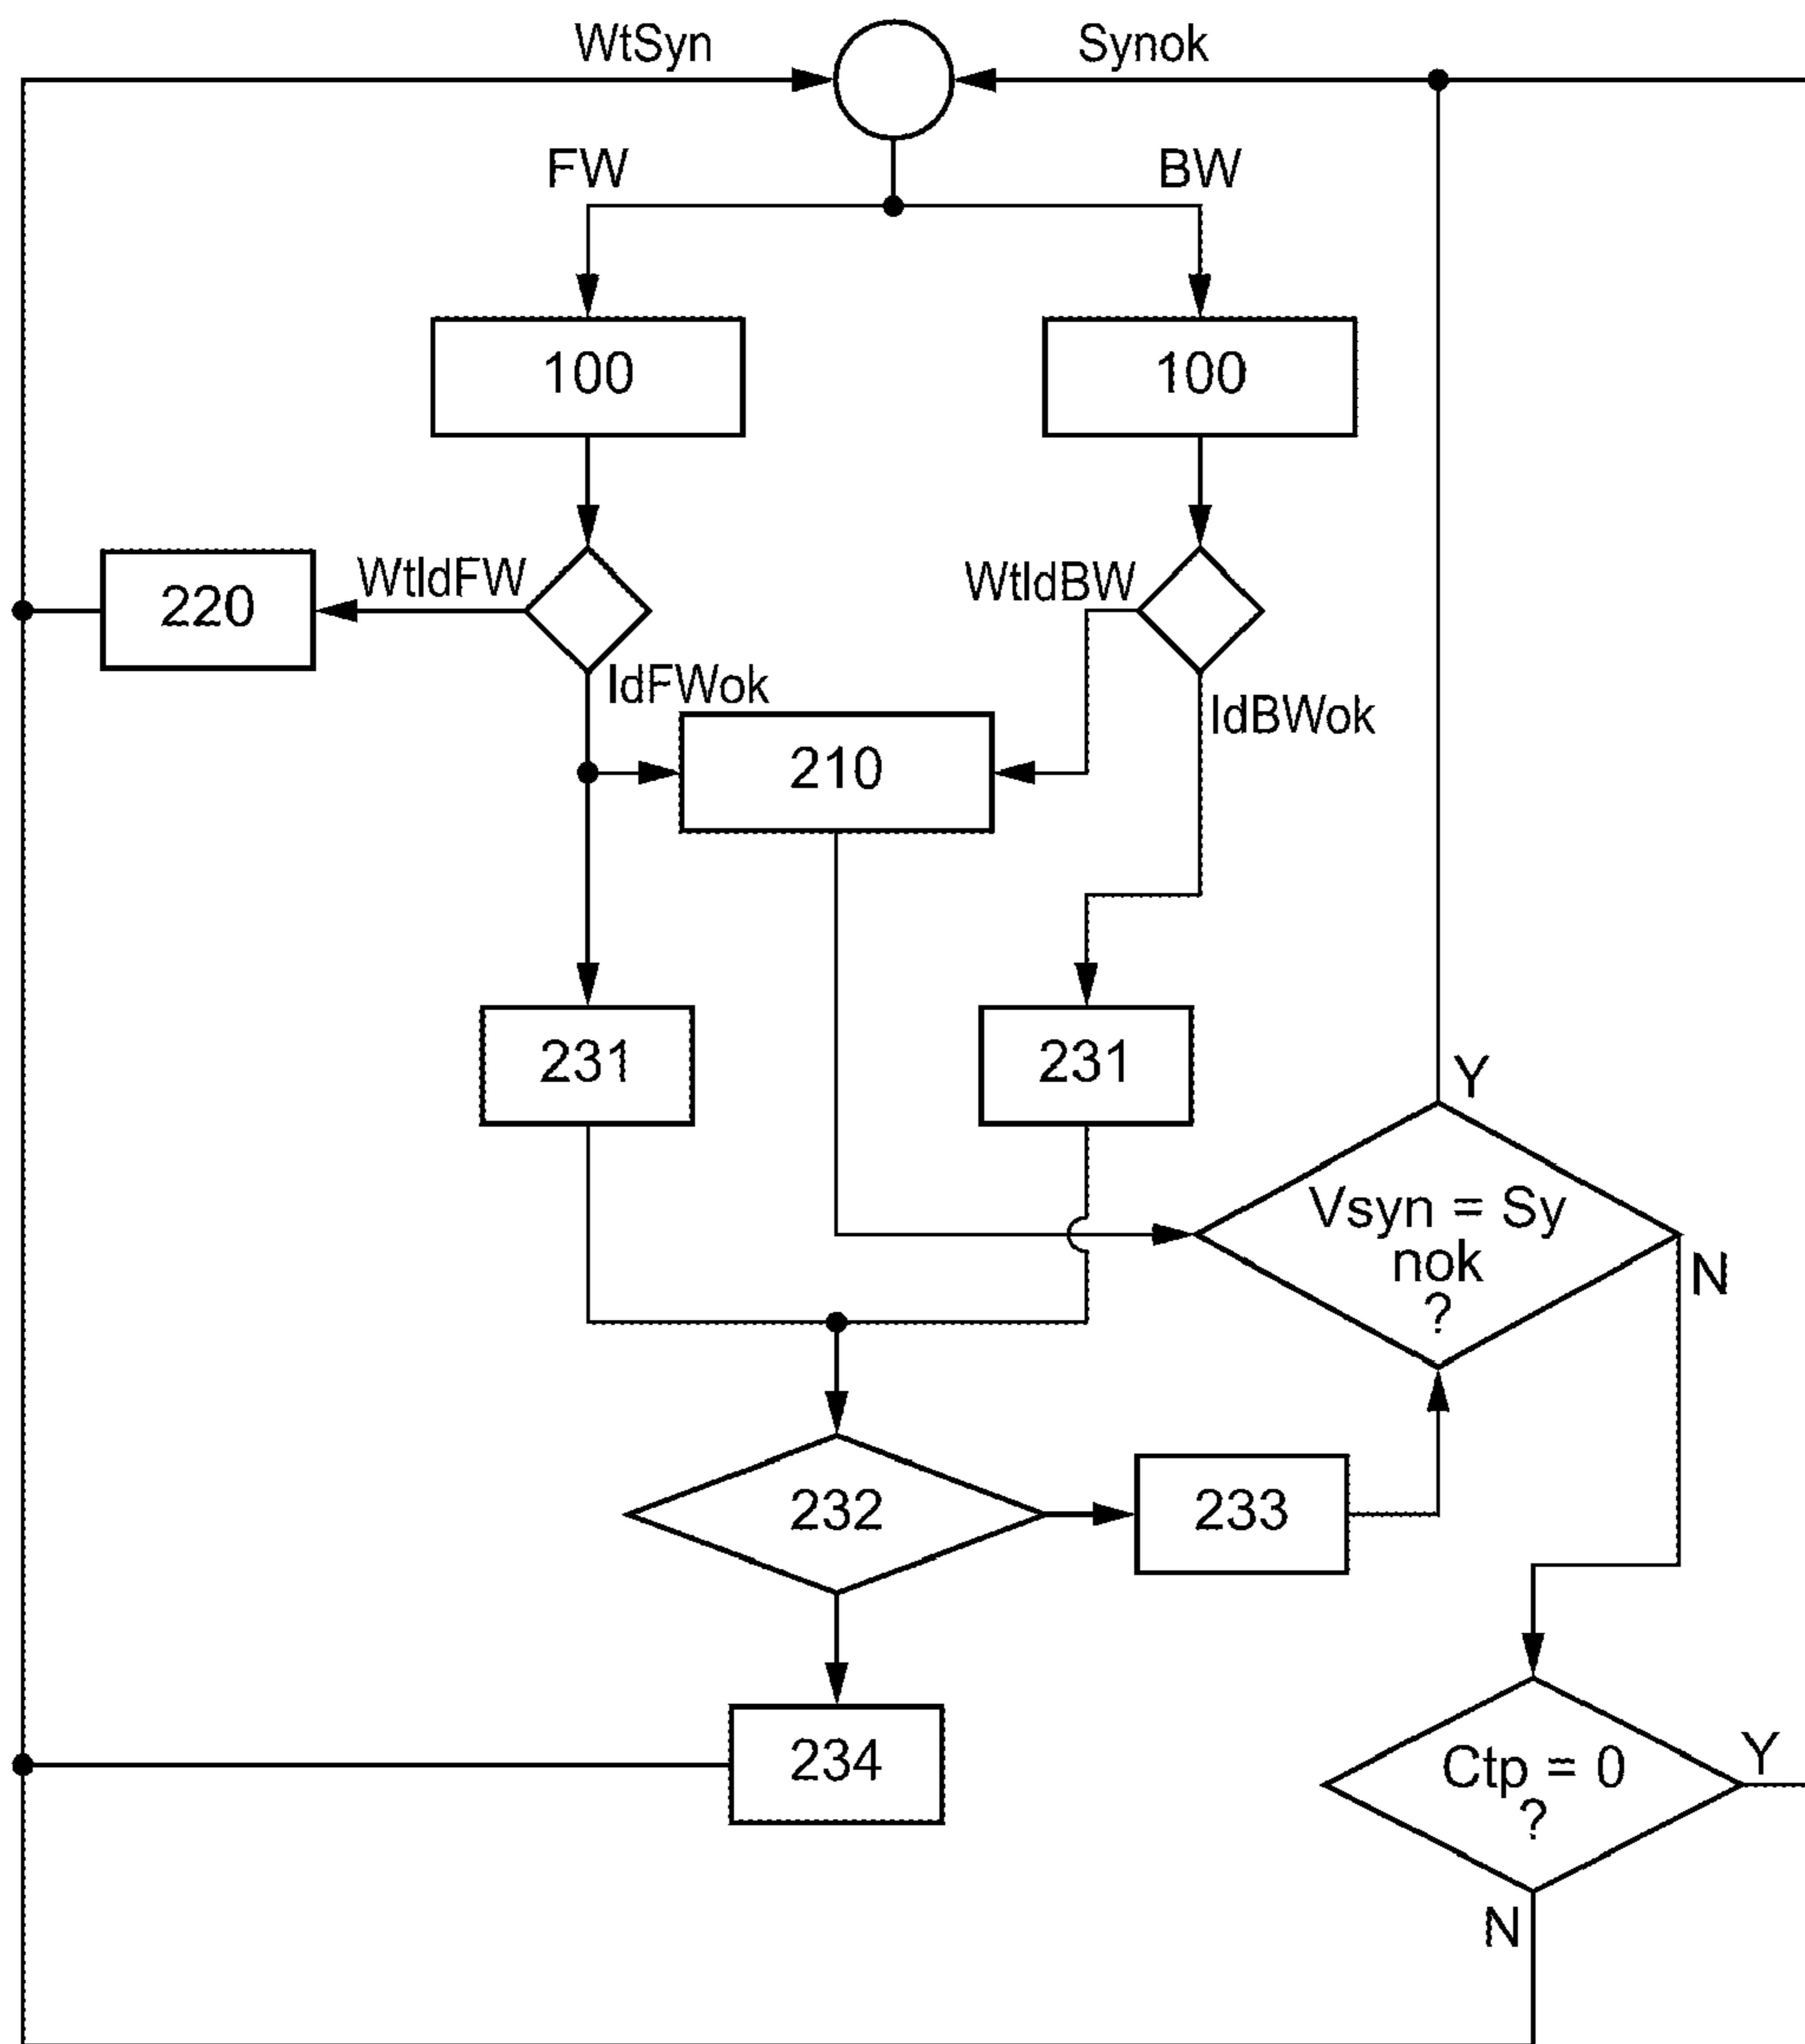 WtSyn
Synok
FW
BW
100
100
220
WtIdFW
WtIdBW
IdFWok
IdBWok
210
231
231
Y
Vsyn = Sy
nok
?
N
232
233
234
Ctp = 0
?
Y
N